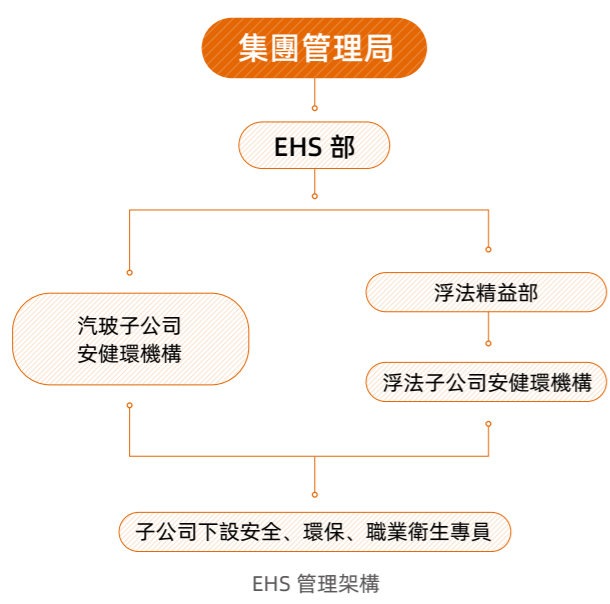 集團管理局
EHS 部
汽玻子公司
安健環機構
浮法精益部
浮法子公司安健環機構
子公司下設安全、環保、職業衛生專員
EHS 管理架構